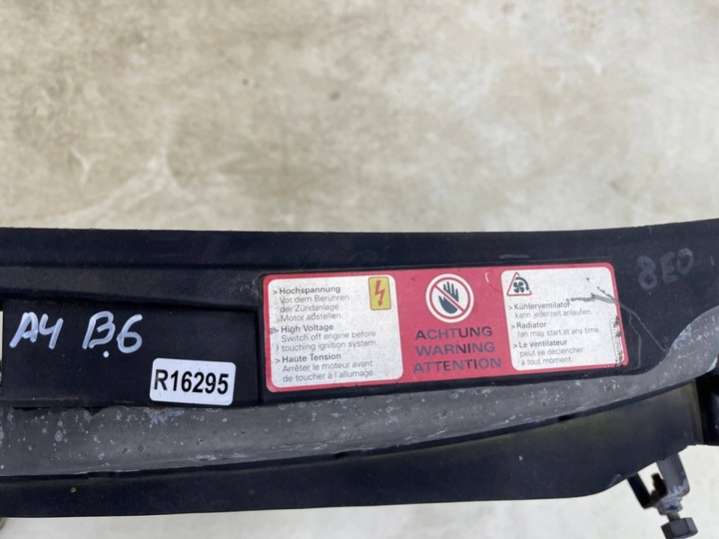 A4 B6
R16295
> Hochspannung
Vor dem Berühren
der Zündanlage
Motor abstellen.
> High Voltage
Switch off engine before
touching ignition system.
> Haute Tension
Arrêter le moteur avant
de toucher à l'allumage.
ACHTUNG
WARNING
ATTENTION
> Kühlerventilator
kann jederzeit anlaufen.
> Radiator
fan may start at any time.
> Le ventilateur
peut se déclencher
à tout moment.
8E0